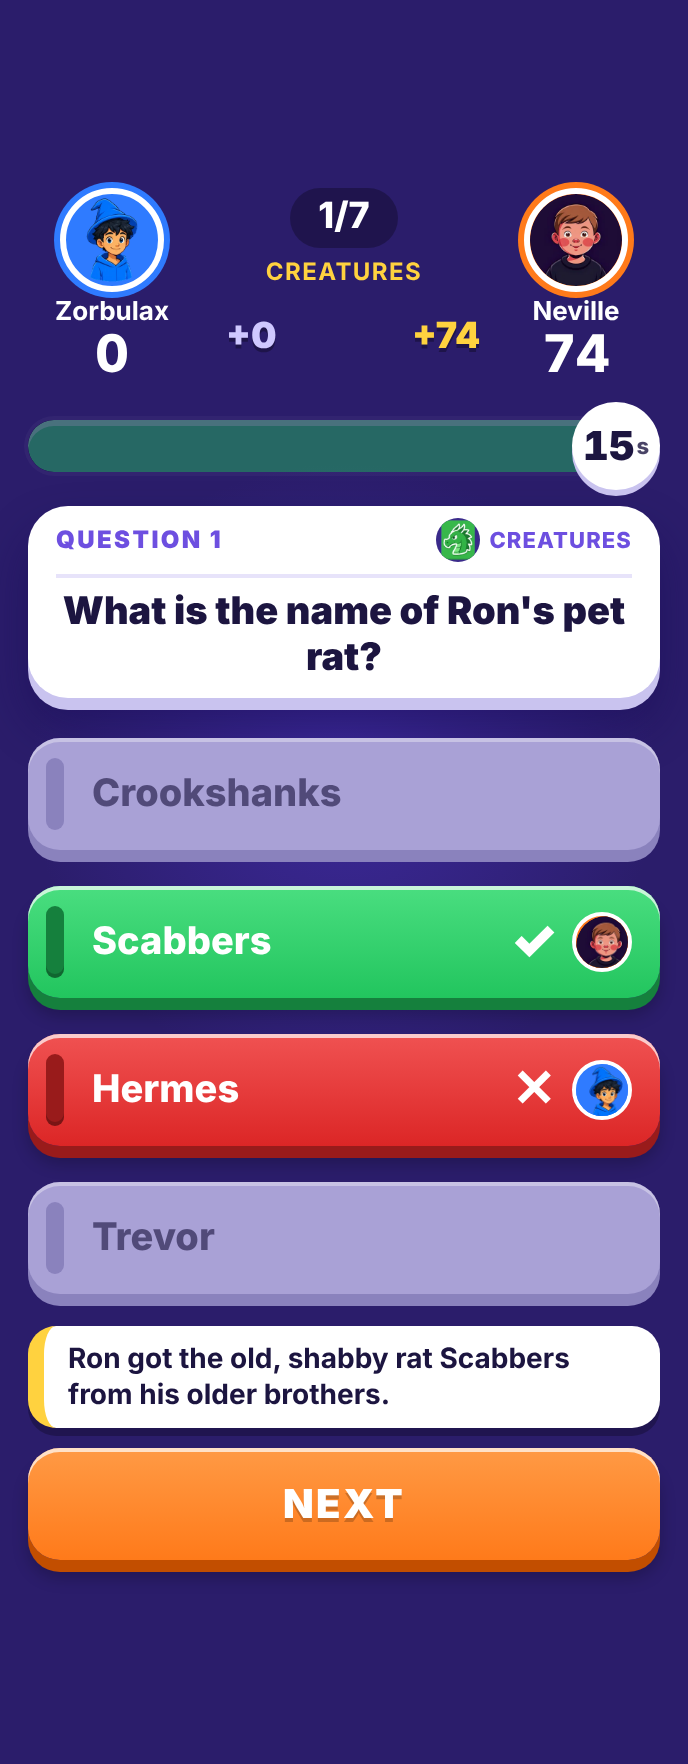 1/7
CREATURES
Zorbulax
0
+0
+74
Neville
74
15s
QUESTION 1
CREATURES
What is the name of Ron's pet
rat?
Crookshanks
Scabbers
Hermes
Trevor
Ron got the old, shabby rat Scabbers
from his older brothers.
NEXT